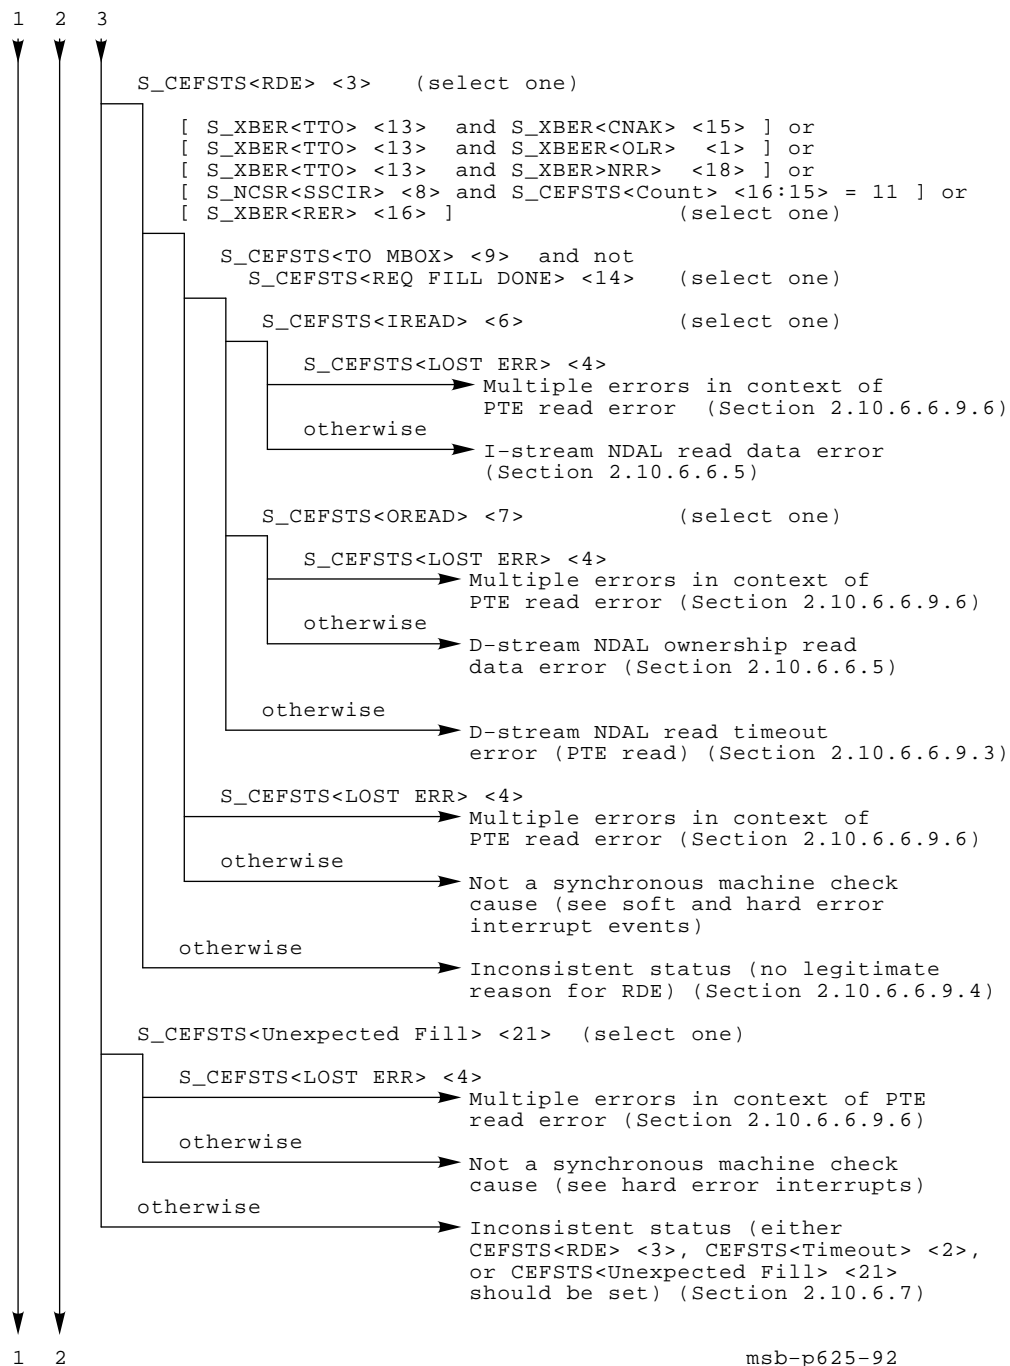 1 2 3
S_CEFSTS<RDE> <3> (select one)
[ S_XBER<TTO> <13> and S_XBER<CNAK> <15> ] or
[ S_XBER<TTO> <13> and S_XBEER<OLR> <1> ] or
[ S_XBER<TTO> <13> and S_XBER>NRR> <18> ] or
[ S_NCSR<SSCIR> <8> and S_CEFSTS<Count> <16:15> = 11 ] or
[ S_XBER<RER> <16> ] (select one)
S_CEFSTS<TO MBOX> <9> and not
S_CEFSTS<REQ FILL DONE> <14> (select one)
S_CEFSTS<IREAD> <6> (select one)
S_CEFSTS<LOST ERR> <4>
Multiple errors in context of
PTE read error (Section 2.10.6.6.9.6)
otherwise
I-stream NDAL read data error
(Section 2.10.6.6.5)
S_CEFSTS<OREAD> <7> (select one)
S_CEFSTS<LOST ERR> <4>
Multiple errors in context of
PTE read error (Section 2.10.6.6.9.6)
otherwise
D-stream NDAL ownership read
data error (Section 2.10.6.6.5)
otherwise
D-stream NDAL read timeout
error (PTE read) (Section 2.10.6.6.9.3)
S_CEFSTS<LOST ERR> <4>
Multiple errors in context of
PTE read error (Section 2.10.6.6.9.6)
otherwise
Not a synchronous machine check
cause (see soft and hard error
interrupt events)
otherwise
Inconsistent status (no legitimate
reason for RDE) (Section 2.10.6.6.9.4)
S_CEFSTS<Unexpected Fill> <21> (select one)
S_CEFSTS<LOST ERR> <4>
Multiple errors in context of PTE
read error (Section 2.10.6.6.9.6)
otherwise
Not a synchronous machine check
cause (see hard error interrupts)
otherwise
Inconsistent status (either
CEFSTS<RDE> <3>, CEFSTS<Timeout> <2>,
or CEFSTS<Unexpected Fill> <21>
should be set) (Section 2.10.6.7)
1 2
msb-p625-92